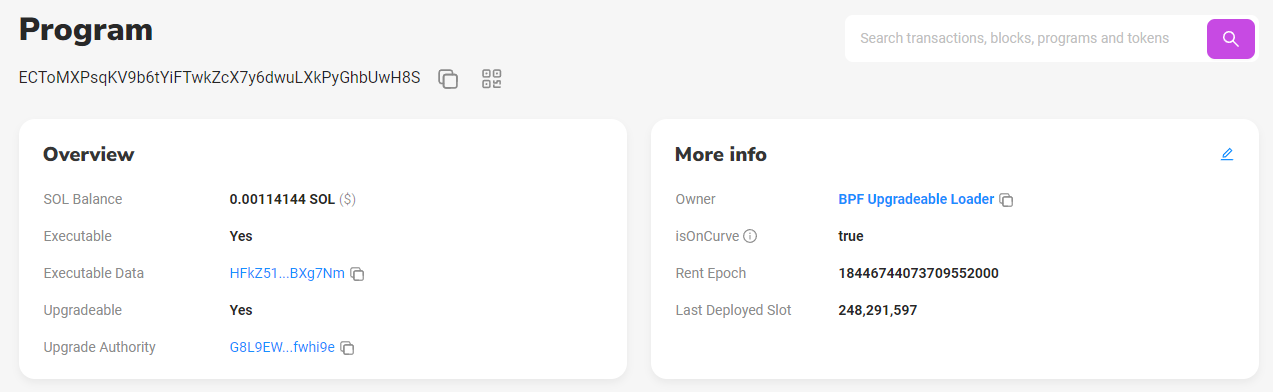 Program
Search transactions, blocks, programs and tokens
ECToMXPsqKV9b6tYiFTwkZcX7y6dwuLXkPyGhbUwH8S
Overview
SOL Balance 0.00114144 SOL ($)
Executable Yes
Executable Data HFkZ51...BXg7Nm
Upgradeable Yes
Upgrade Authority G8L9EW...fwhi9e
More info
Owner BPF Upgradeable Loader
isOnCurve true
Rent Epoch 18446744073709552000
Last Deployed Slot 248,291,597